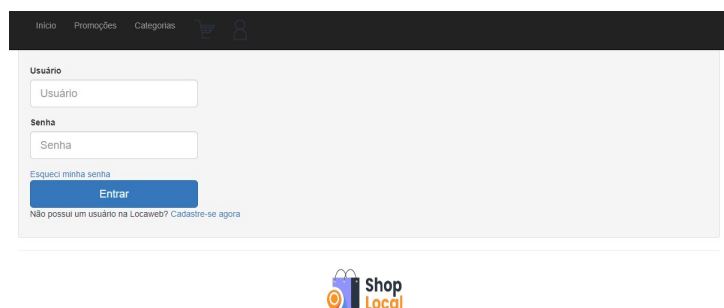 Início Promoções Categorias
Usuário
Usuário
Senha
Senha
Esqueci minha senha
Entrar
Não possui um usuário na Locaweb? Cadastre-se agora
Shop
Local